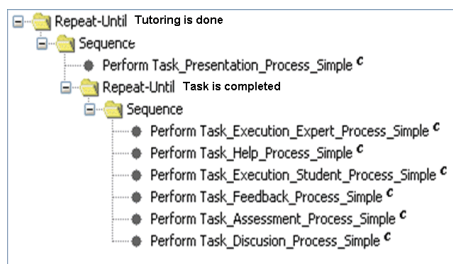 Repeat-Until Tutoring is done
Sequence
Perform Task_Presentation_Process_Simple C
Repeat-Until Task is completed
Sequence
Perform Task_Execution_Expert_Process_Simple C
Perform Task_Help_Process_Simple C
Perform Task_Execution_Student_Process_Simple C
Perform Task_Feedback_Process_Simple C
Perform Task_Assessment_Process_Simple C
Perform Task_Discusion_Process_Simple C